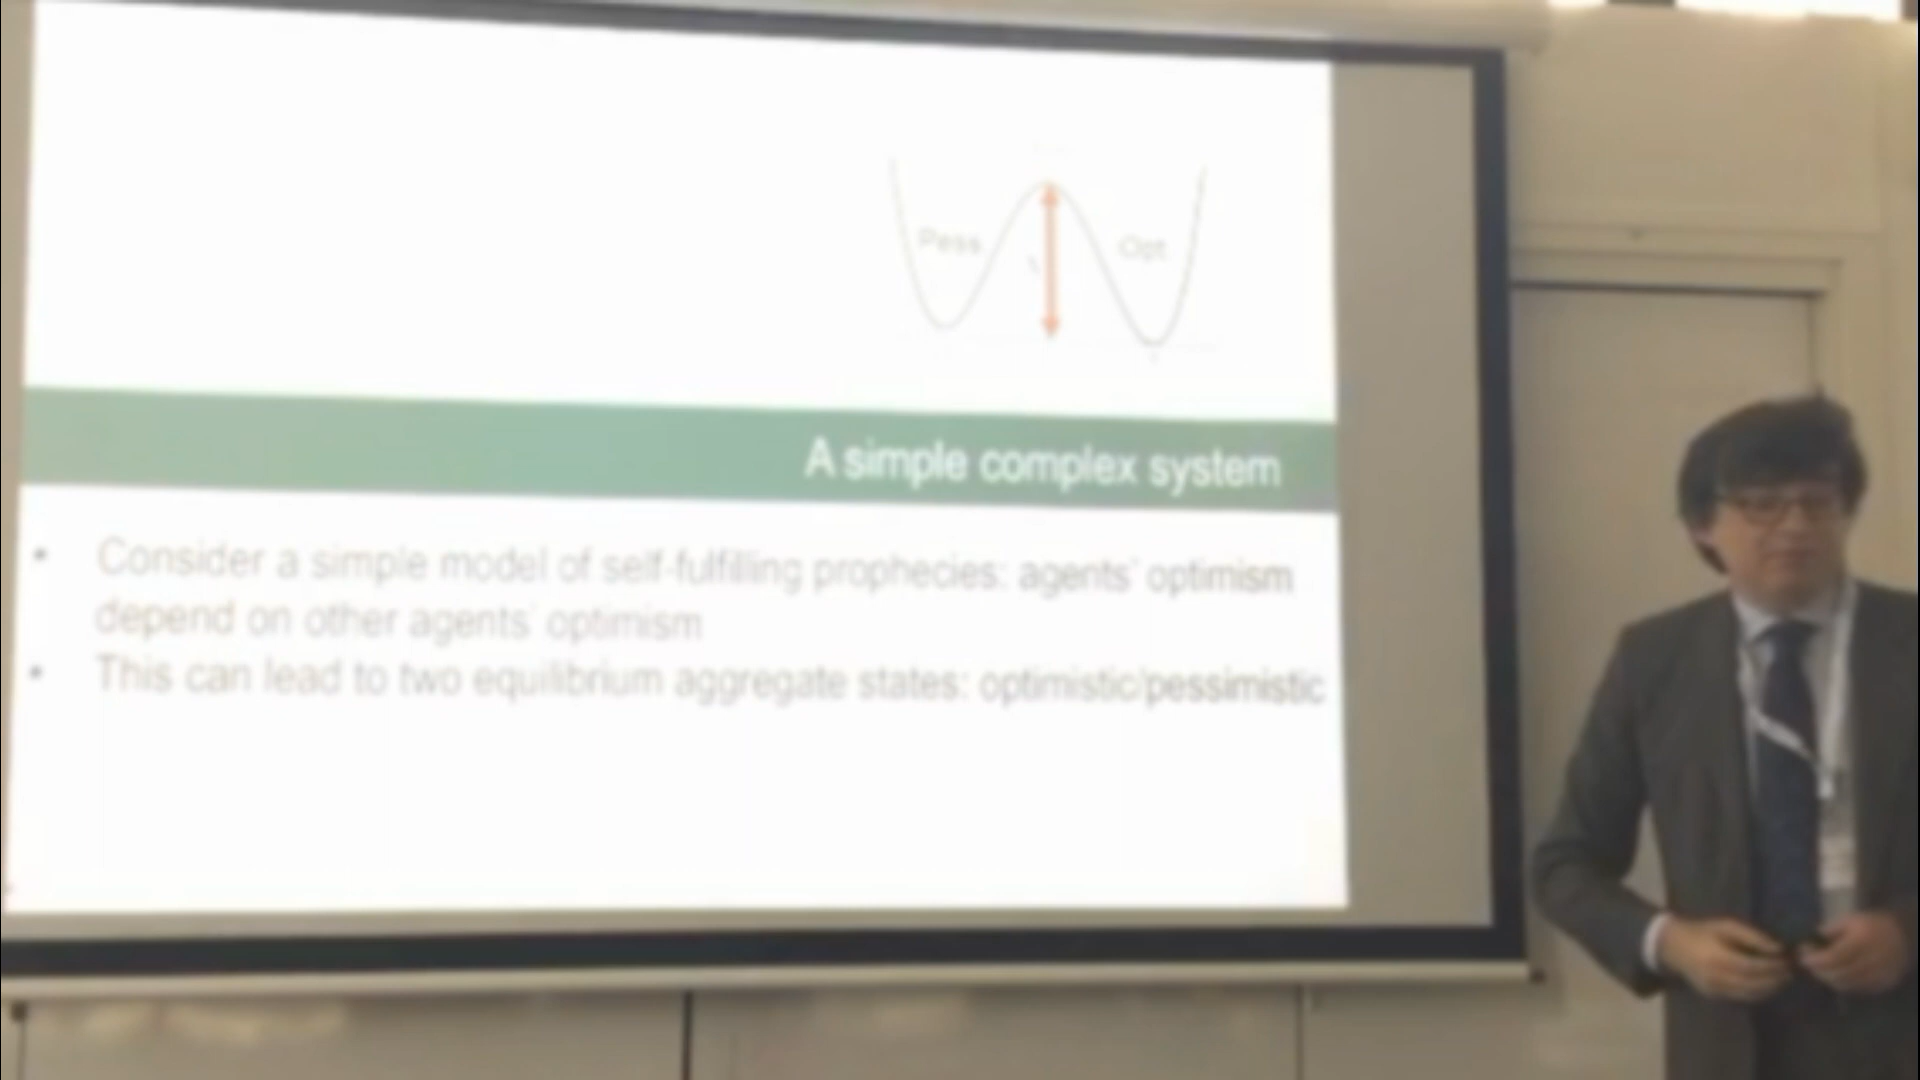 Pess
Opt
A simple complex system
• Consider a simple model of self-fulfilling prophecies: agents' optimism
depend on other agents' optimism
• This can lead to two equilibrium aggregate states: optimistic/pessimistic